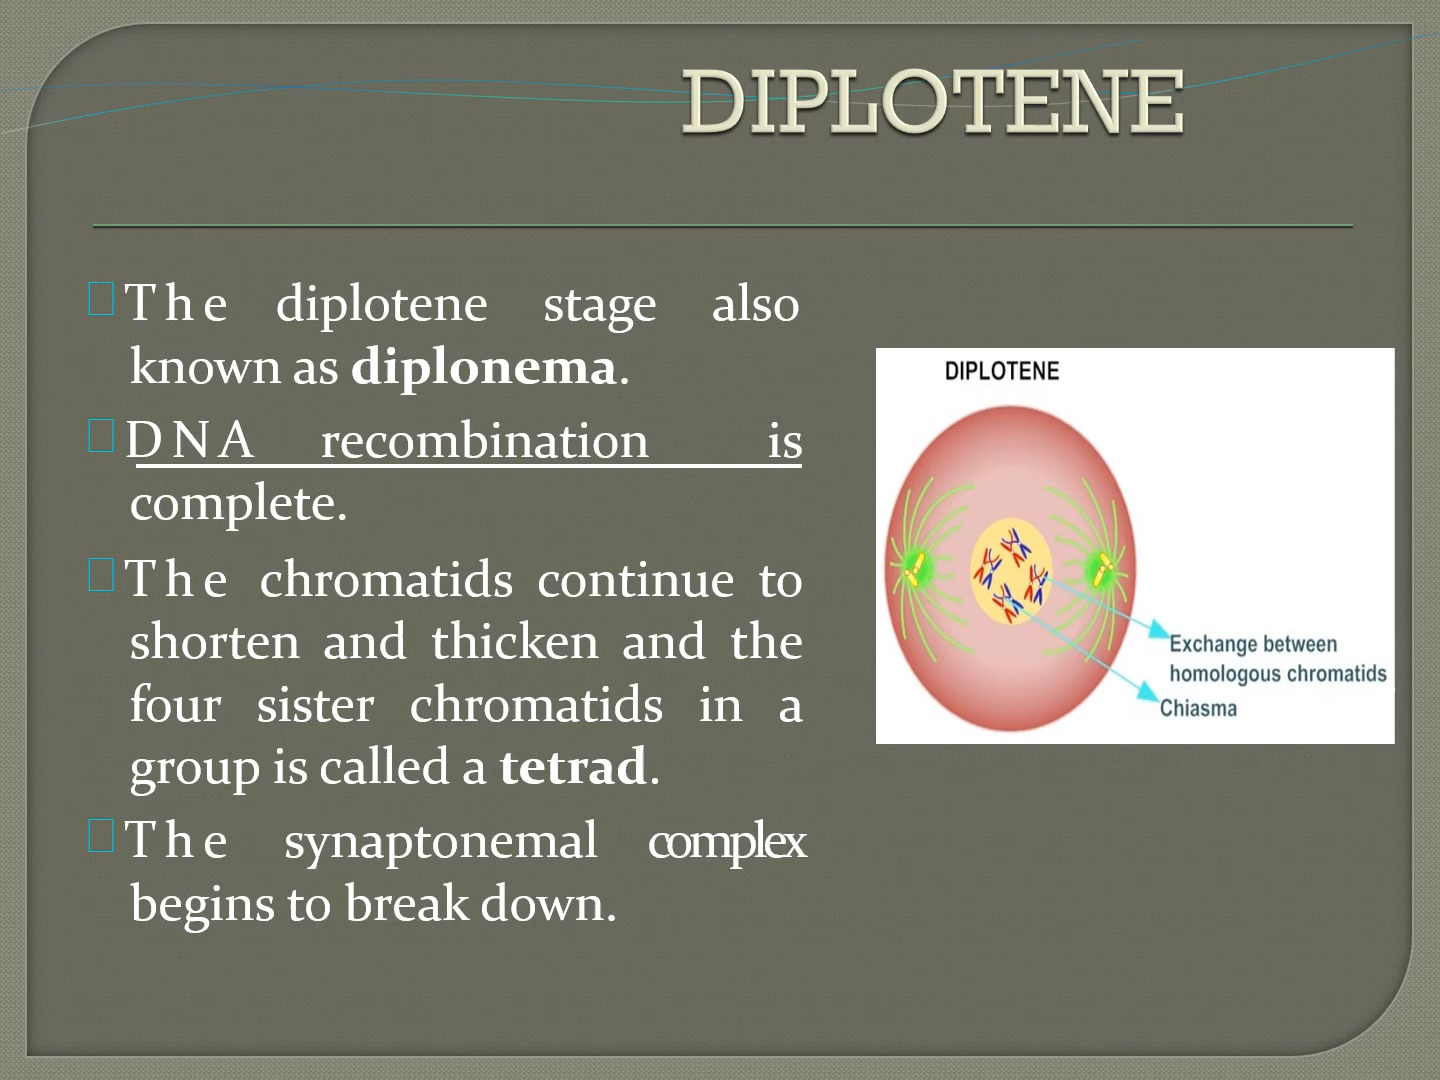 DIPLOTENE
The diplotene stage also
known as diplonema.
DNA recombination is
complete.
The chromatids continue to
shorten and thicken and the
four sister chromatids in a
group is called a tetrad.
The synaptonemal complex
begins to break down.
DIPLOTENE
Exchange between
homologous chromatids
Chiasma